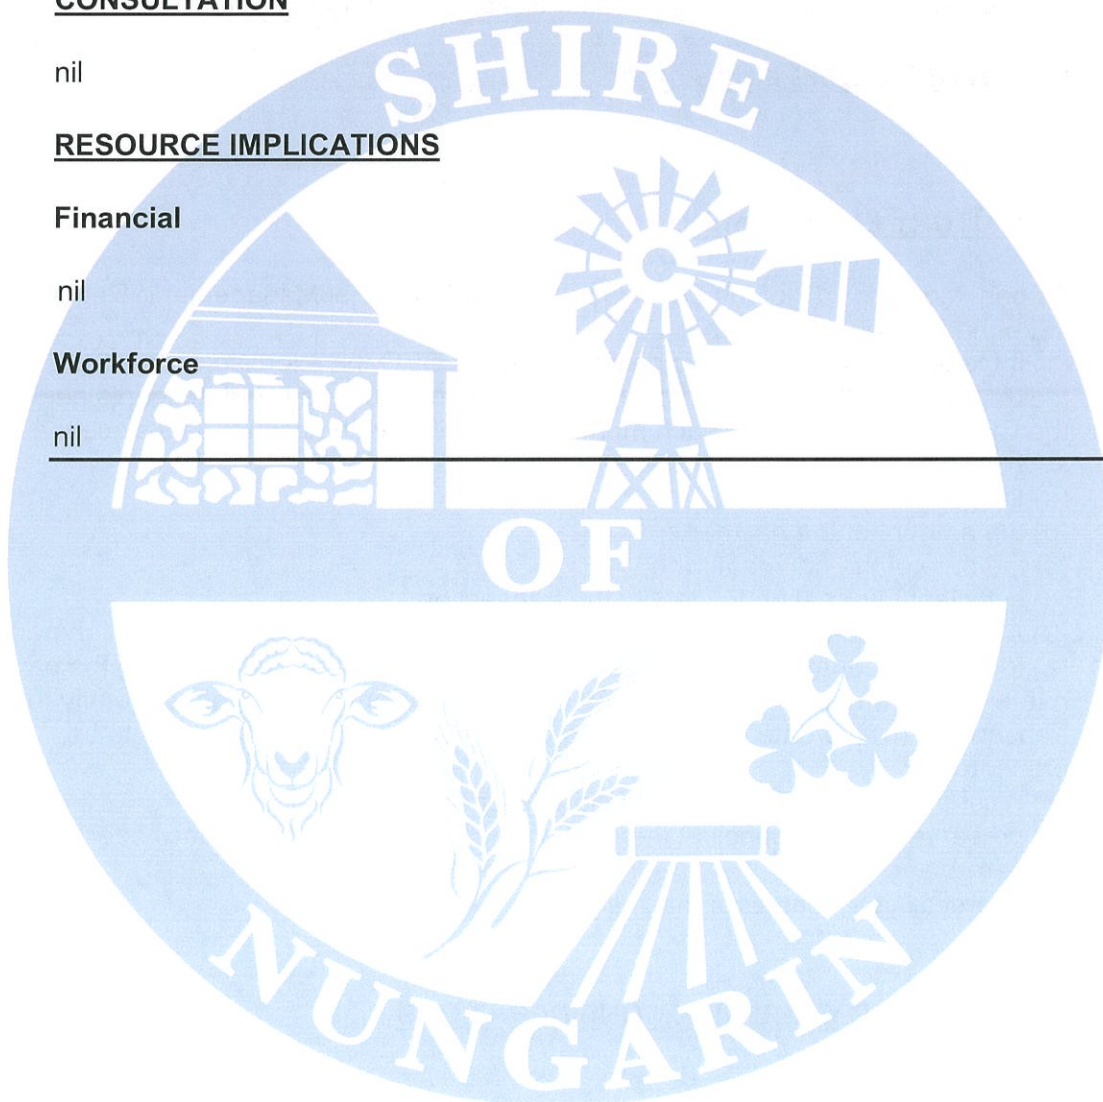 CONSULTATION
nil
RESOURCE IMPLICATIONS
Financial
nil
Workforce
nil
SHIRE
OF
NUNGARIN